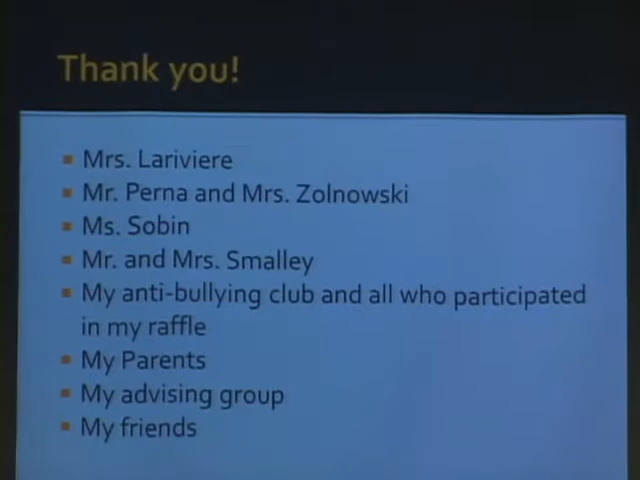 Thank you!
Mrs. Lariviere
Mr. Perna and Mrs. Zolnowski
Ms. Sobin
Mr. and Mrs. Smalley
My anti-bullying club and all who participated
in my raffle
My Parents
My advising group
My friends